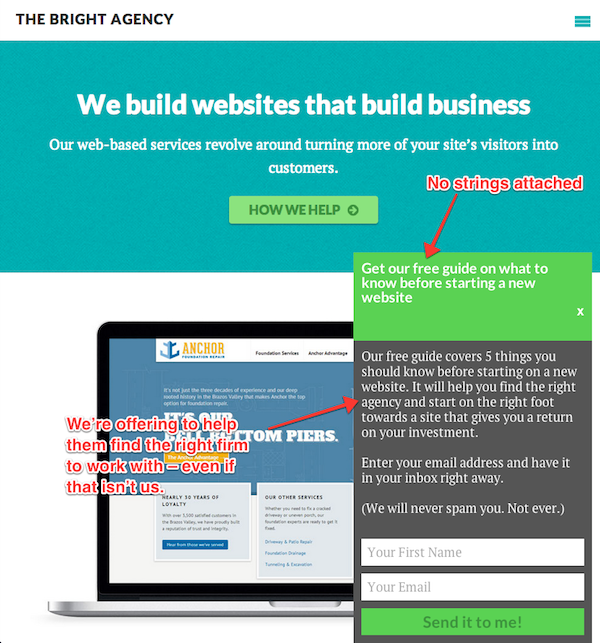 THE BRIGHT AGENCY
We build websites that build business
Our web-based services revolve around turning more of your site's visitors into
customers.
HOW WE HELP
No strings attached
Get our free guide on what to
know before starting a new
website
x
Our free guide covers 5 things you
should know before starting on a new
website. It will help you find the right
agency and start on the right foot
towards a site that gives you a return
on your investment.
Enter your email address and have it
in your inbox right away.
(We will never spam you. Not ever.)
Your First Name
Your Email
Send it to me!
We're offering to help
them find the right firm
to work with – even if
that isn't us.
ANCHOR
FOUNDATION REPAIR
Foundation Services
Anchor Advantage
It's not just the three decades of experience and our deep
rooted history in the Brazos Valley that makes Anchor the top
option for foundation repair.
IT'S OUR
BELL BOTTOM PIERS.
The Anchor Advantage
NEARLY 30 YEARS OF
LOYALTY
With over 5,500 satisfied customers in
the Brazos Valley, we have proudly built
a reputation of trust and integrity.
Hear from those we've served
OUR OTHER SERVICES
Whether you need to fix a cracked
driveway or uneven porch, our
foundation experts are ready to get it
fixed.
Driveway & Patio Repair
Foundation Drainage
Tunneling & Excavation